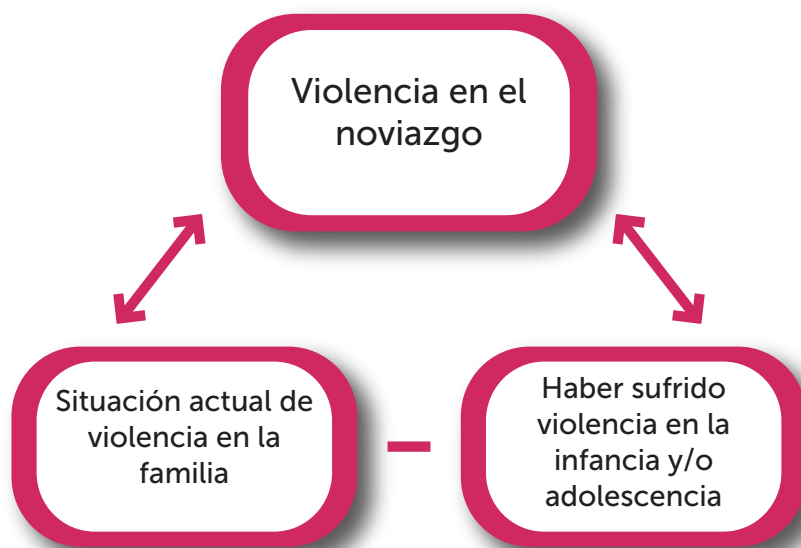 Violencia en el
noviazgo
Situación actual de
violencia en la
familia
Haber sufrido
violencia en la
infancia y/o
adolescencia